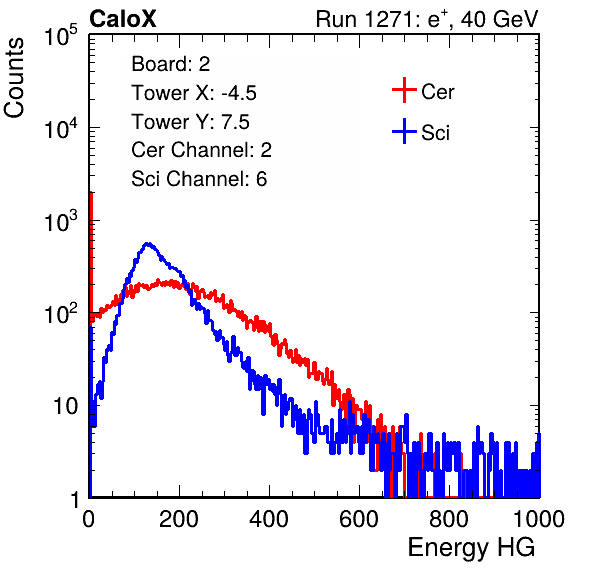 CaloX Run 1271: e⁺, 40 GeV
Counts
10⁵
10⁴
10³
10²
10
1
Board: 2
Tower X: -4.5
Tower Y: 7.5
Cer Channel: 2
Sci Channel: 6
Cer
Sci
0 200 400 600 800 1000
Energy HG